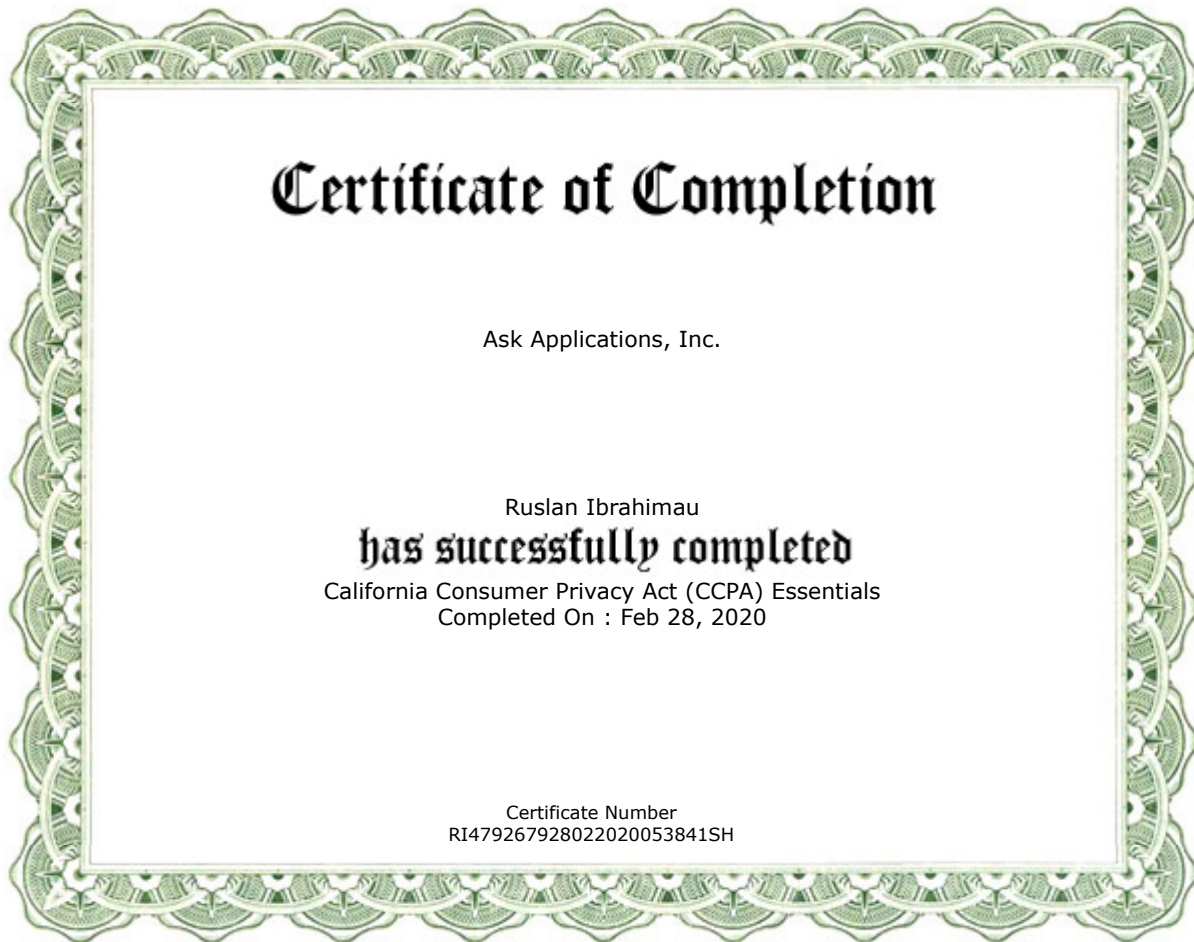 Certificate of Completion
Ask Applications, Inc.
Ruslan Ibrahimau
has successfully completed
California Consumer Privacy Act (CCPA) Essentials
Completed On : Feb 28, 2020
Certificate Number
RI479267928022020053841SH